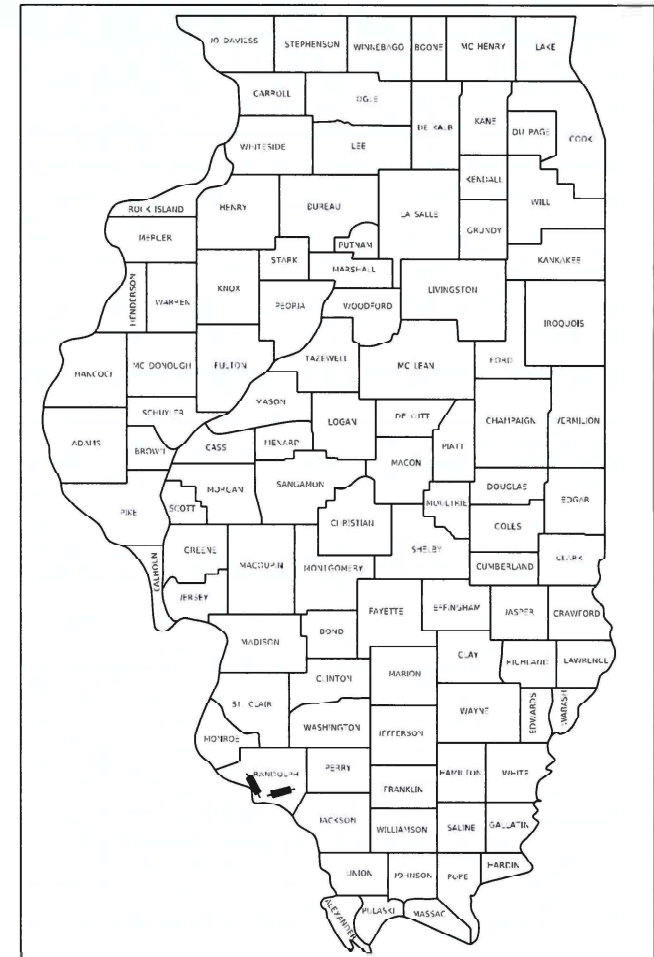 JO DAVIESS
STEPHENSON
WINNEBAGO
BOONE
MC HENRY
LAKE
CARROLL
OGLE
DE KALB
KANE
DU PAGE
COOK
WHITESIDE
LEE
KENDALL
ROCK ISLAND
HENRY
BUREAU
LA SALLE
WILL
GRUNDY
MERCER
PUTNAM
STARK
MARSHALL
KANKAKEE
HENDERSON
WARREN
KNOX
PEORIA
WOODFORD
LIVINGSTON
IROQUOIS
HANCOCK
MC DONOUGH
FULTON
TAZEWELL
MC LEAN
FORD
SCHUYLER
MASON
LOGAN
DE WITT
CHAMPAIGN
VERMILION
ADAMS
BROWN
CASS
MENARD
PIATT
MACON
PIKE
SCOTT
MORGAN
SANGAMON
CHRISTIAN
MOULTRIE
DOUGLAS
EDGAR
COLES
CALHOUN
GREENE
MACOUPIN
MONTGOMERY
SHELBY
CUMBERLAND
CLARK
JERSEY
FAYETTE
EFFINGHAM
JASPER
CRAWFORD
MADISON
BOND
CLAY
RICHLAND
LAWRENCE
CLINTON
MARION
ST. CLAIR
WAYNE
EDWARDS
WABASH
MONROE
WASHINGTON
JEFFERSON
RANDOLPH
PERRY
HAMILTON
WHITE
FRANKLIN
JACKSON
WILLIAMSON
SALINE
GALLATIN
UNION
JOHNSON
POPE
HARDIN
ALEXANDER
PULASKI
MASSAC